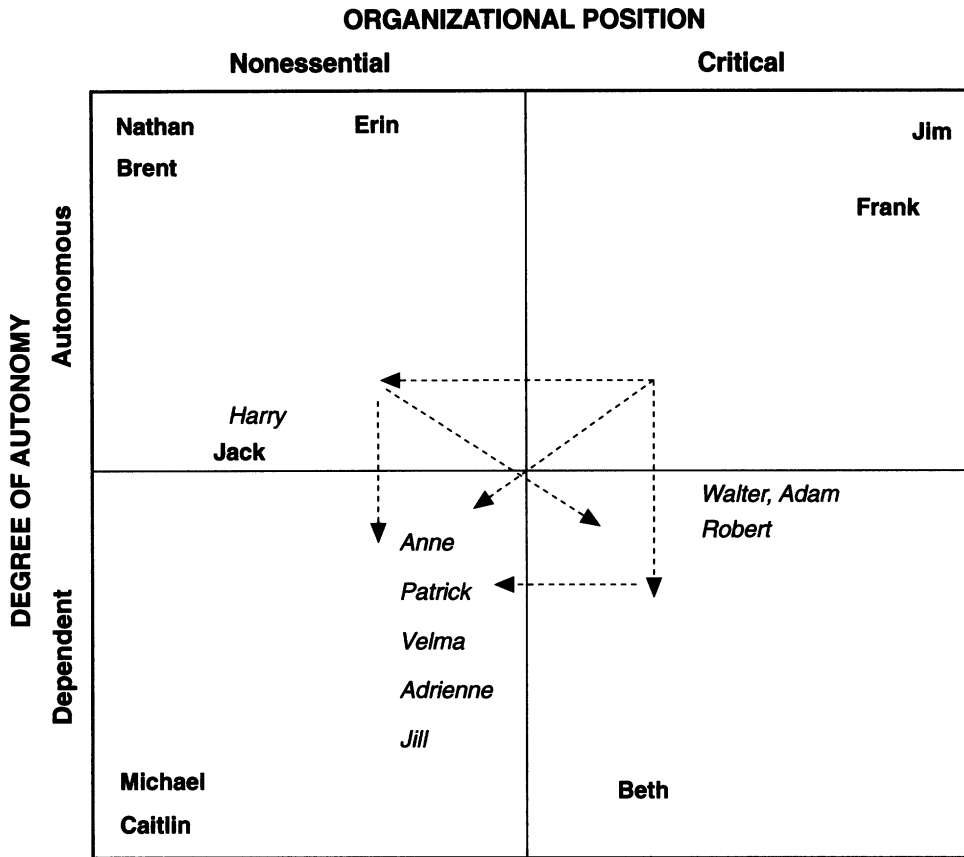 ORGANIZATIONAL POSITION
Nonessential
Critical
DEGREE OF AUTONOMY
Autonomous
Dependent
Nathan
Erin
Brent
Jim
Frank
Harry
Jack
Walter, Adam
Robert
Anne
Patrick
Velma
Adrienne
Jill
Michael
Caitlin
Beth